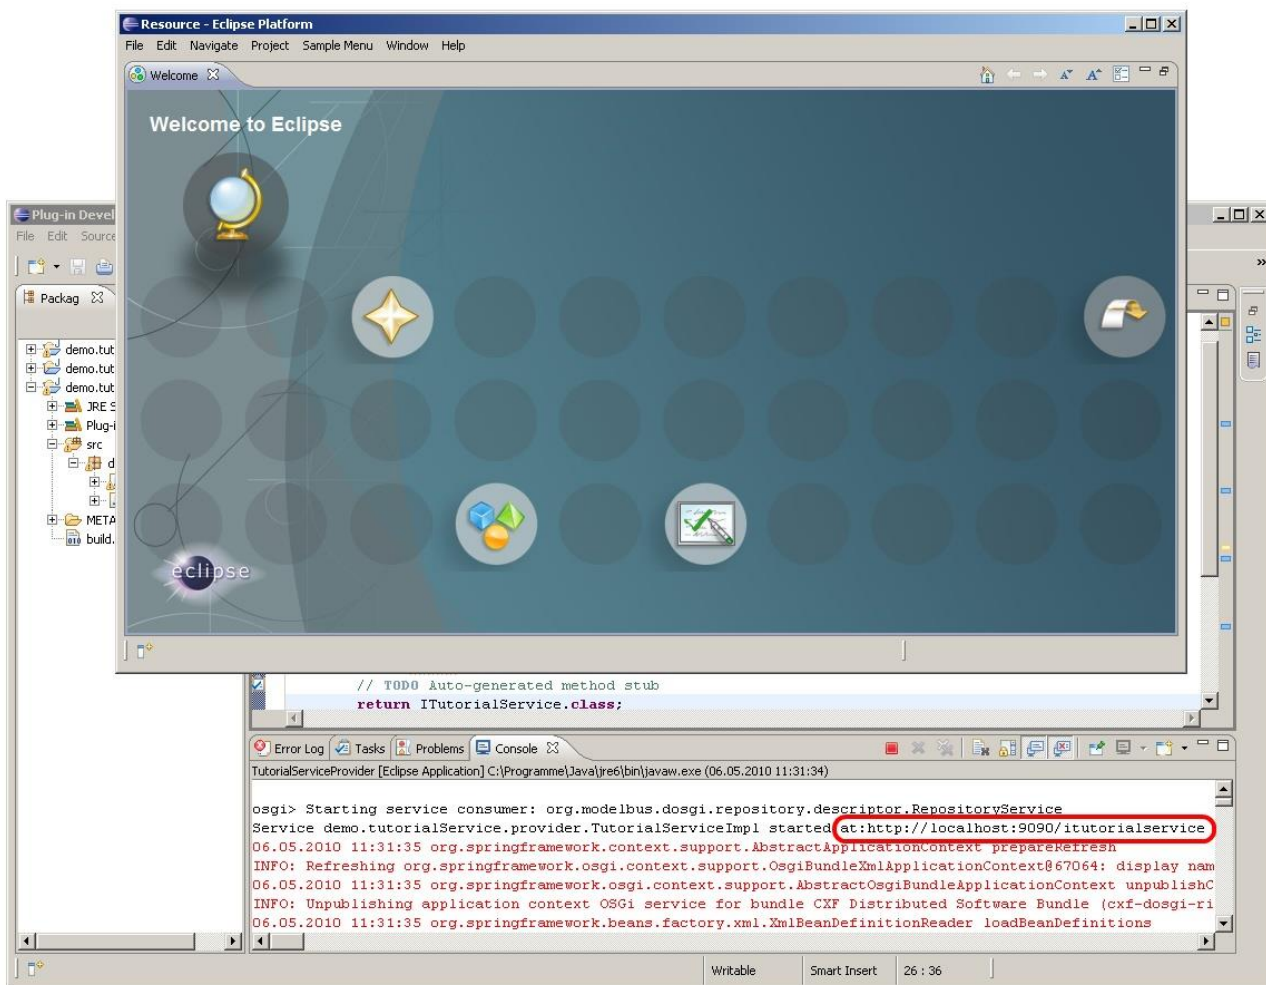 Resource - Eclipse Platform
File Edit Navigate Project Sample Menu Window Help
Welcome
Welcome to Eclipse
eclipse
Plug-in Devel
File Edit Source
Packag
demo.tut
demo.tut
demo.tut
JRE S
Plug-i
src
d
META
build.
// TODO Auto-generated method stub
return ITutorialService.class;
Error Log Tasks Problems Console
TutorialServiceProvider [Eclipse Application] C:\Programme\Java\jre6\bin\javaw.exe (06.05.2010 11:31:34)
osgi> Starting service consumer: org.modelbus.dosgi.repository.descriptor.RepositoryService
Service demo.tutorialService.provider.TutorialServiceImpl started at:http://localhost:9090/itutorialservice
06.05.2010 11:31:35 org.springframework.context.support.AbstractApplicationContext prepareRefresh
INFO: Refreshing org.springframework.osgi.context.support.OsgiBundleXmlApplicationContext@67064: display nam
06.05.2010 11:31:35 org.springframework.osgi.context.support.AbstractOsgiBundleApplicationContext unpublishC
INFO: Unpublishing application context OSGi service for bundle CXF Distributed Software Bundle (cxf-dosgi-ri
06.05.2010 11:31:35 org.springframework.beans.factory.xml.XmlBeanDefinitionReader loadBeanDefinitions
Writable Smart Insert 26 : 36